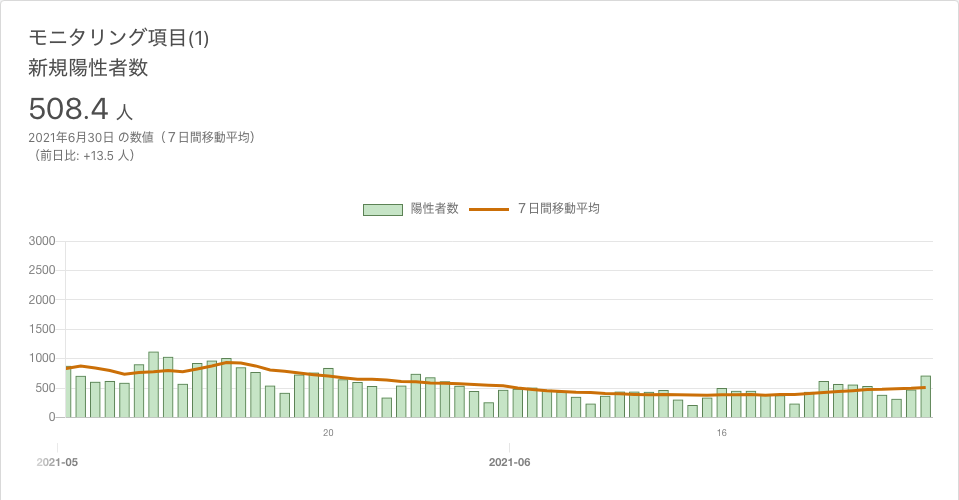 モニタリング項目(1)
新規陽性者数
508.4 人
2021年6月30日 の数値（７日間移動平均）
（前日比: +13.5 人）
陽性者数 ７日間移動平均
3000
2500
2000
1500
1000
500
0
20 16
2021-05 2021-06